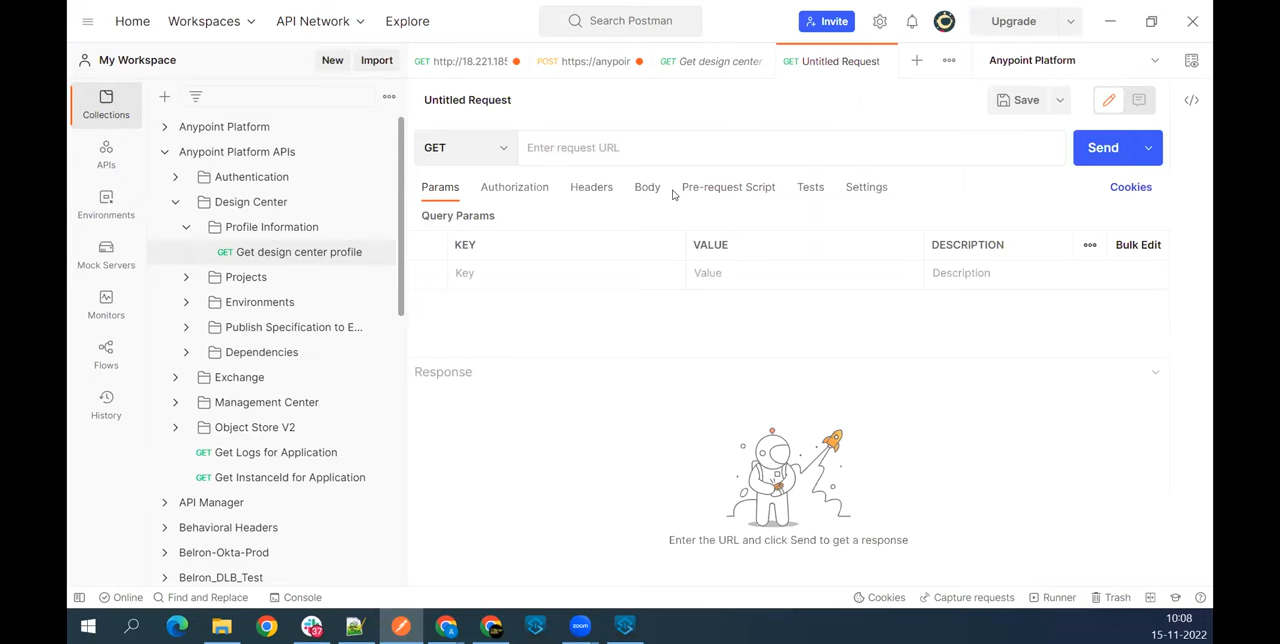 Home Workspaces API Network Explore Search Postman Invite Upgrade
My Workspace New Import GET http://18.221.185 POST https://anypoir GET Get design center GET Untitled Request Anypoint Platform
Collections
APIs
Environments
Mock Servers
Monitors
Flows
History
Anypoint Platform
Anypoint Platform APIs
Authentication
Design Center
Profile Information
GET Get design center profile
Projects
Environments
Publish Specification to E...
Dependencies
Exchange
Management Center
Object Store V2
GET Get Logs for Application
GET Get InstanceId for Application
API Manager
Behavioral Headers
Belron-Okta-Prod
Belron_DLB_Test
Untitled Request Save
GET Enter request URL Send
Params Authorization Headers Body Pre-request Script Tests Settings Cookies
Query Params
KEY VALUE DESCRIPTION Bulk Edit
Key Value Description
Response
Enter the URL and click Send to get a response
Online Find and Replace Console Cookies Capture requests Runner Trash
37 A zoom
10:08
15-11-2022